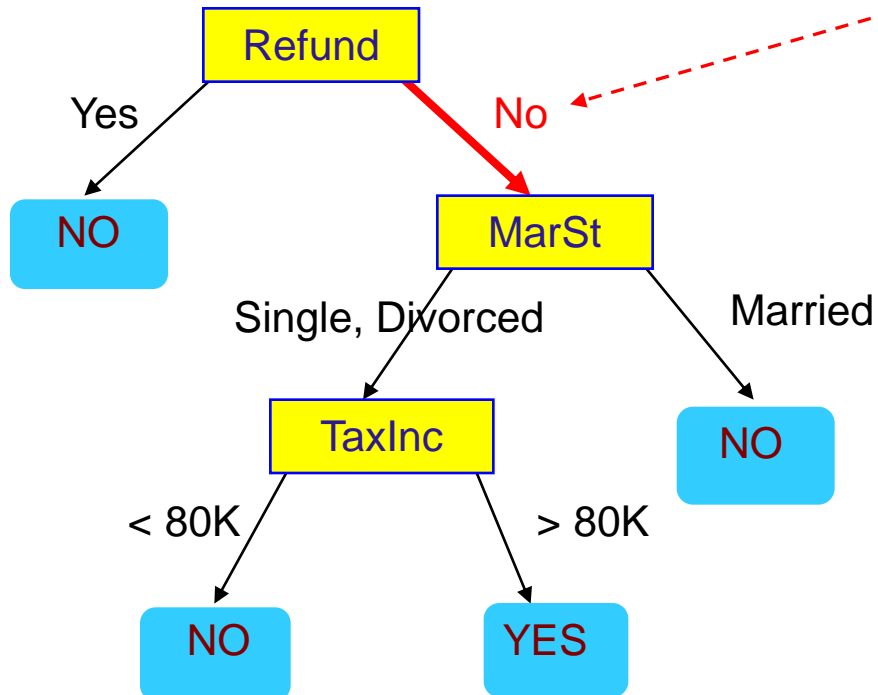 Refund
Yes
No
NO
MarSt
Single, Divorced
Married
TaxInc
NO
< 80K
> 80K
NO
YES